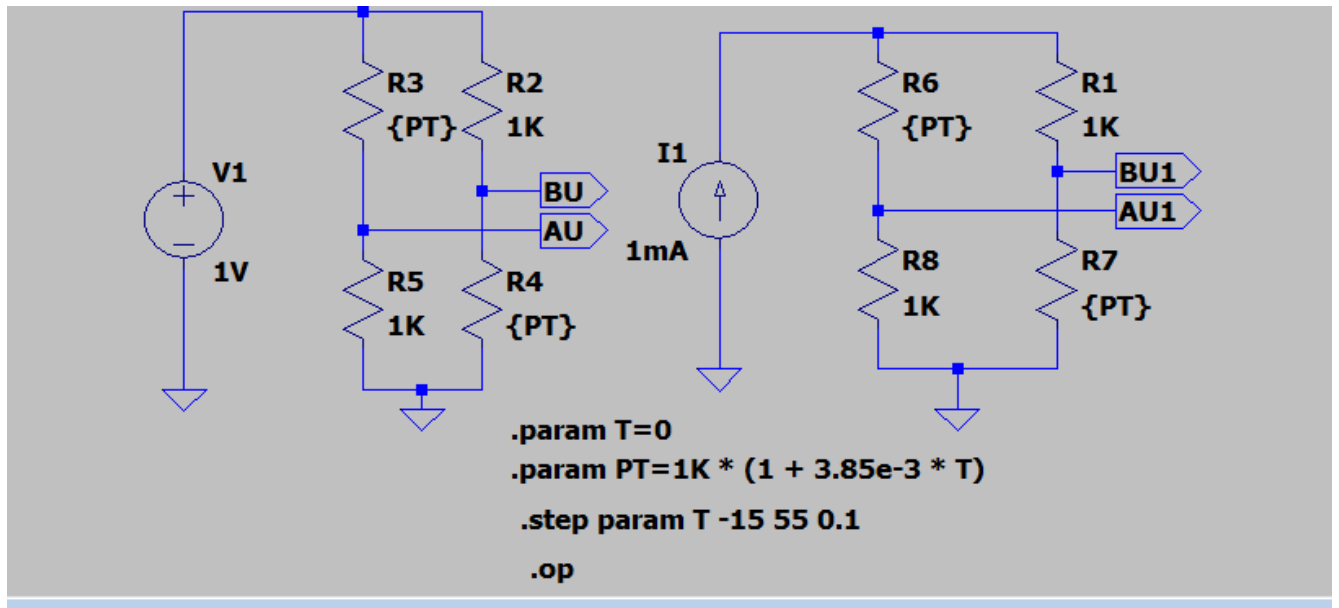 R3
{PT}
R2
1K
V1
1V
BU
AU
R5
1K
R4
{PT}
I1
1mA
R6
{PT}
R1
1K
BU1
AU1
R8
1K
R7
{PT}
.param T=0
.param PT=1K * (1 + 3.85e-3 * T)
.step param T -15 55 0.1
.op